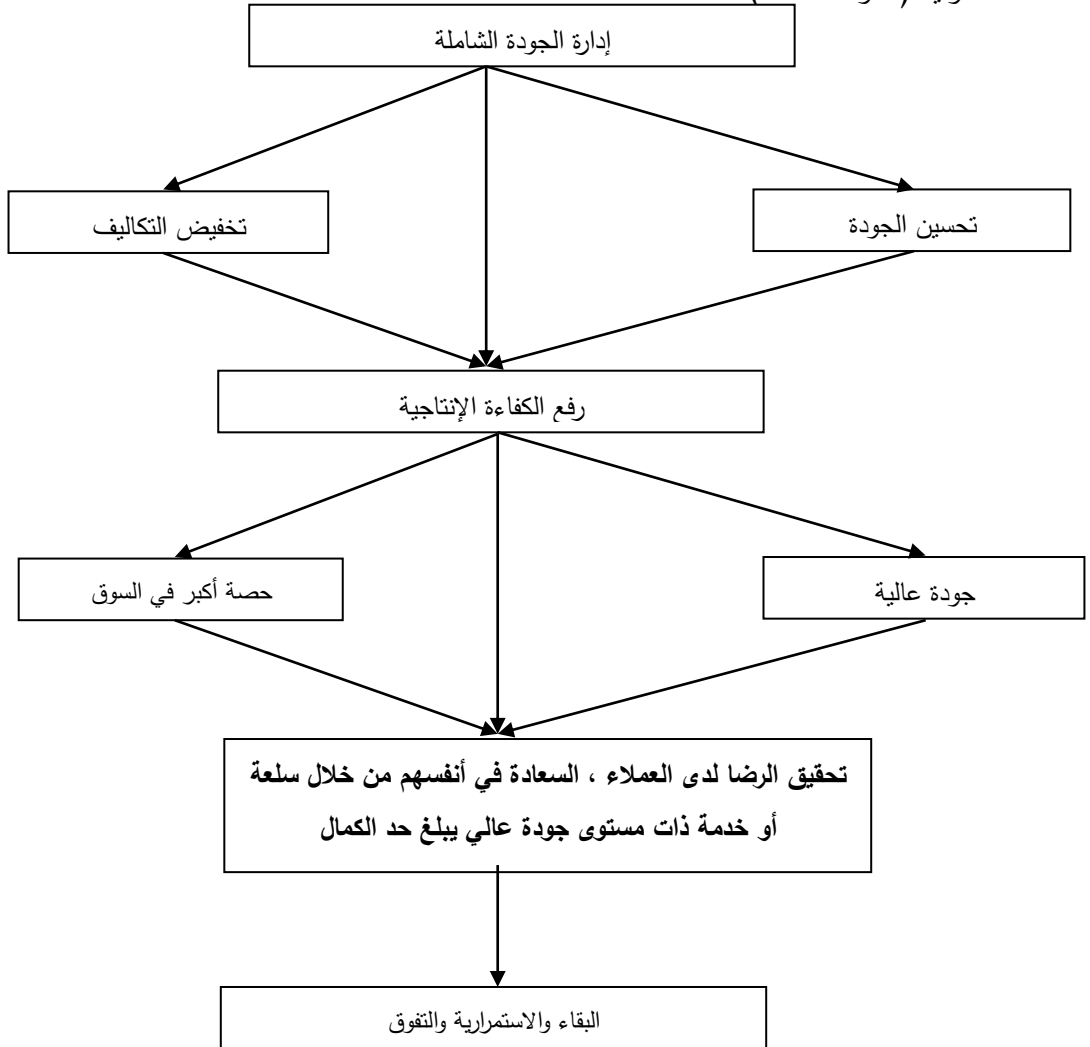 إدارة الجودة الشاملة
تحسين الجودة
تخفيض التكاليف
رفع الكفاءة الإنتاجية
جودة عالية
حصة أكبر في السوق
تحقيق الرضا لدى العملاء ، السعادة في أنفسهم من خلال سلعة
أو خدمة ذات مستوى جودة عالي يبلغ حد الكمال
البقاء والاستمرارية والتفوق